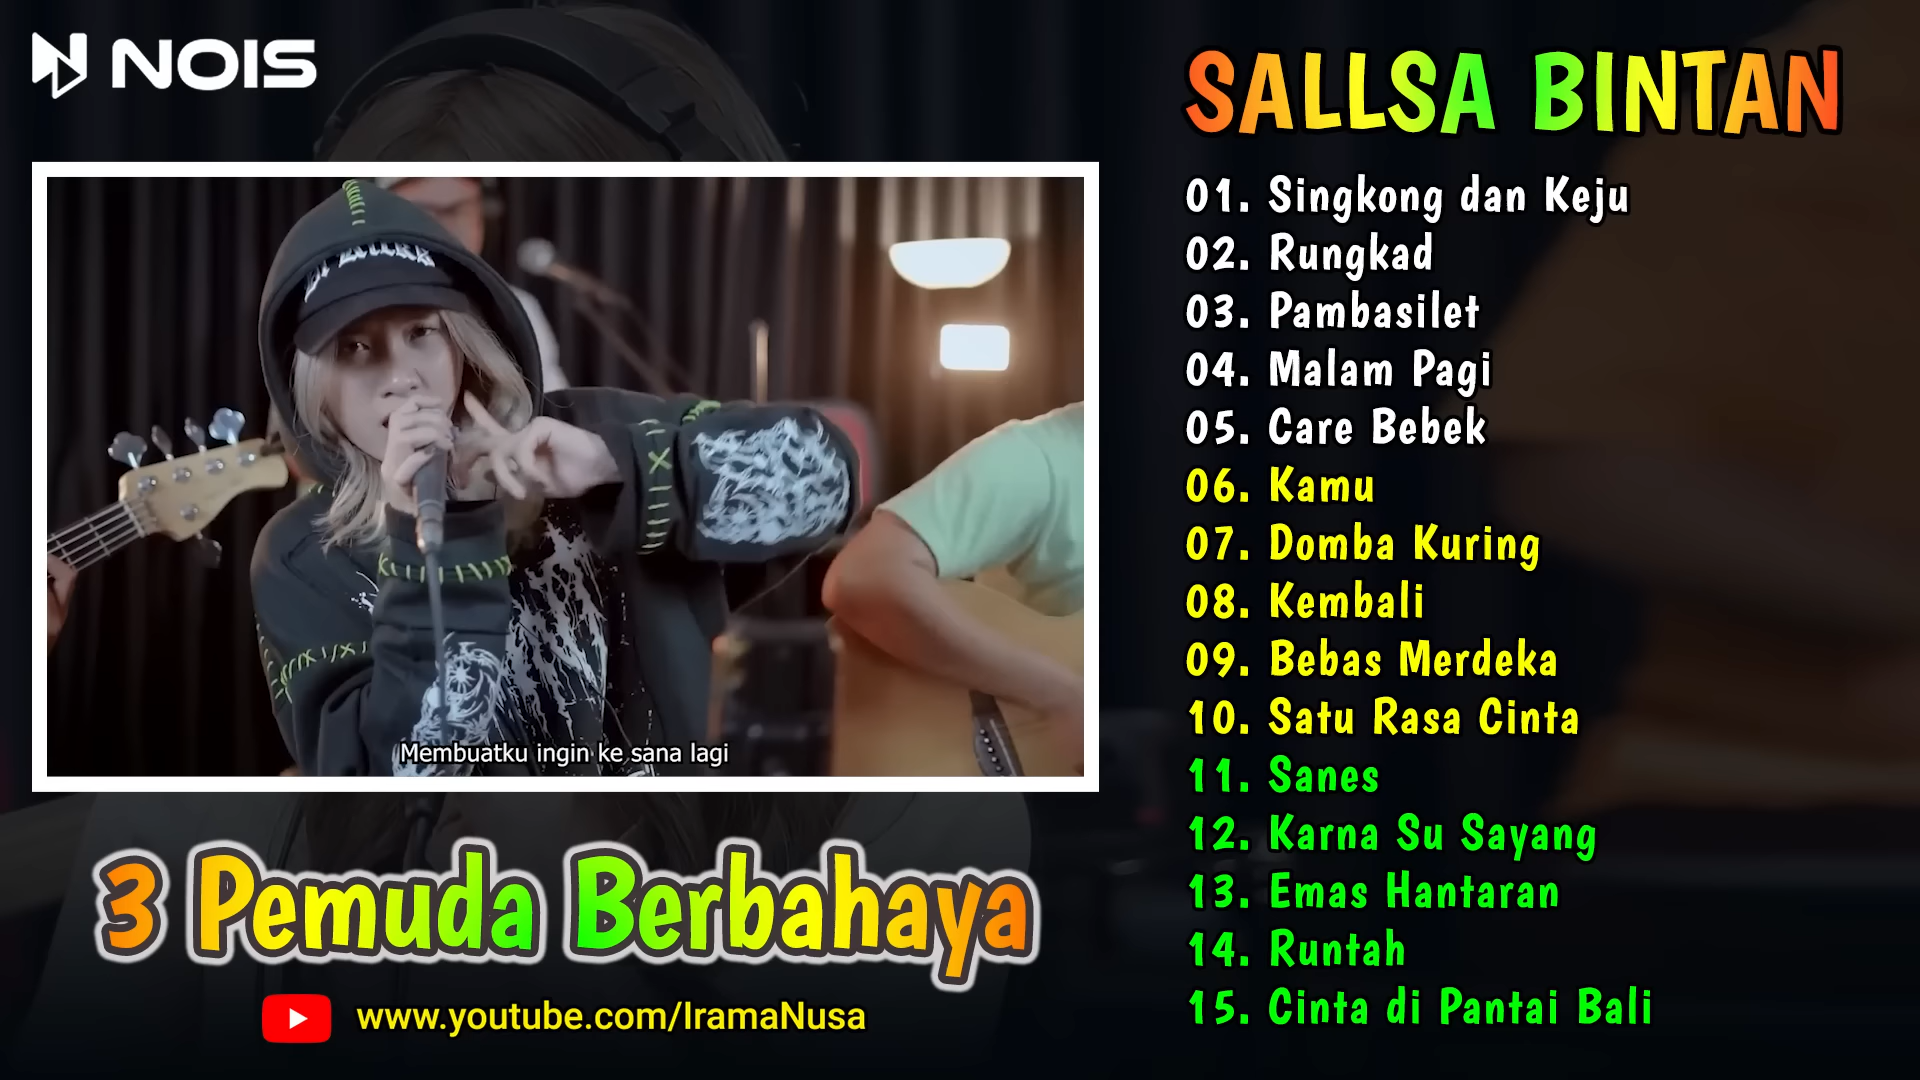 NOIS
SALLSA BINTAN
01. Singkong dan Keju
02. Rungkad
03. Pambasilet
04. Malam Pagi
05. Care Bebek
06. Kamu
07. Domba Kuring
08. Kembali
09. Bebas Merdeka
10. Satu Rasa Cinta
11. Sanes
12. Karna Su Sayang
13. Emas Hantaran
14. Runtah
15. Cinta di Pantai Bali
Membuatku ingin ke sana lagi
3 Pemuda Berbahaya
www.youtube.com/IramaNusa